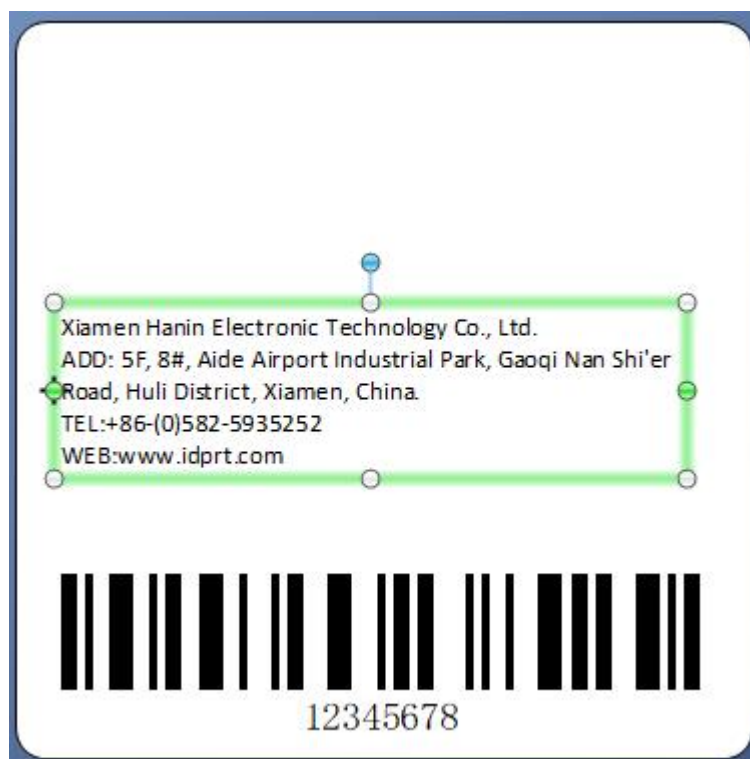 Xiamen Hanin Electronic Technology Co., Ltd.
ADD: 5F, 8#, Aide Airport Industrial Park, Gaoqi Nan Shi'er
Road, Huli District, Xiamen, China.
TEL:+86-(0)582-5935252
WEB:www.idprt.com
12345678